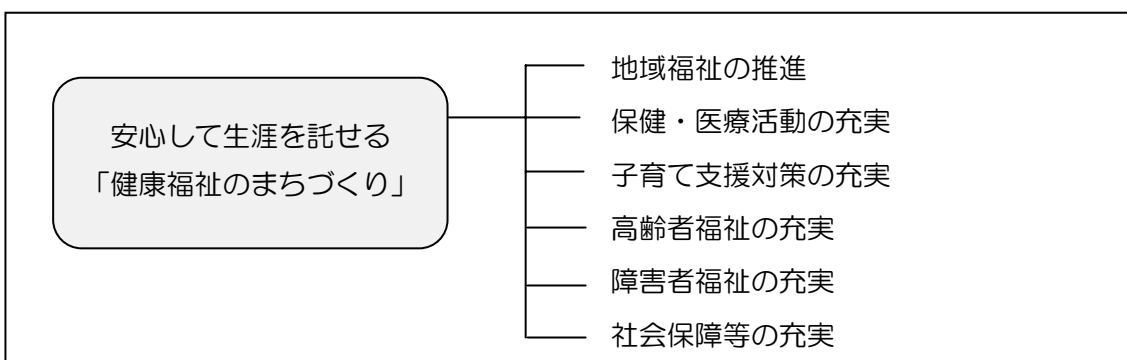 安心して生涯を託せる
「健康福祉のまちづくり」
地域福祉の推進
保健・医療活動の充実
子育て支援対策の充実
高齢者福祉の充実
障害者福祉の充実
社会保障等の充実